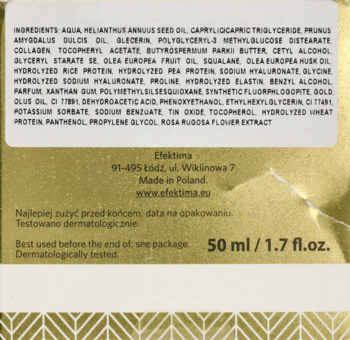 INGREDIENTS: AQUA, HELIANTHUS ANNUUS SEED OIL, CAPRYLIC/CAPRIC TRIGLYCERIDE, PRUNUS
AMYGDALUS DULCIS OIL, GLYCERIN, POLYGLYCERYL-3 METHYLGLUCOSE DISTEARATE,
COLLAGEN, TOCOPHERYL ACETATE, BUTYROSPERMUM PARKII BUTTER, CETYL ALCOHOL,
GLYCERYL STARATE SE, OLEA EUROPEA FRUIT OIL, SQUALANE, OLEA EUROPEA HUSK OIL,
HYDROLYZED RICE PROTEIN, HYDROLYZED PEA PROTEIN, SODIUM HYALURONATE, GLYCINE
HYDROLYZED SODIUM HYALURONATE, PROLINE, HYDROLYZED ELASTIN, BENZYL ALCOHOL,
PARFUM, XANTHAN GUM, POLYMETHYLSILSESQUIOXANE, SYNTHETIC FLUORPHLOGOPITE, GOLD,
OLUS OIL, CI 77891, DEHYDROACETIC ACID, PHENOXYETHANOL, ETHYLHEXYLGLYCERIN, CI 77491,
POTASSIUM SORBATE, SODIUM BENZOATE, TIN OXIDE, TOCOPHEROL, HYDROLYZED WHEAT
PROTEIN, PANTHENOL, PROPYLENE GLYCOL, ROSA RUGOSA FLOWER EXTRACT
Efektima
91-495 Łódź, ul. Wiklinowa 7
Made in Poland.
www.efektima.eu
Najlepiej zużyć przed końcem: data na opakowaniu.
Testowano dermatologicznie.
Best used before the end of: see package.
Dermatologically tested.
50 ml / 1.7 fl.oz.